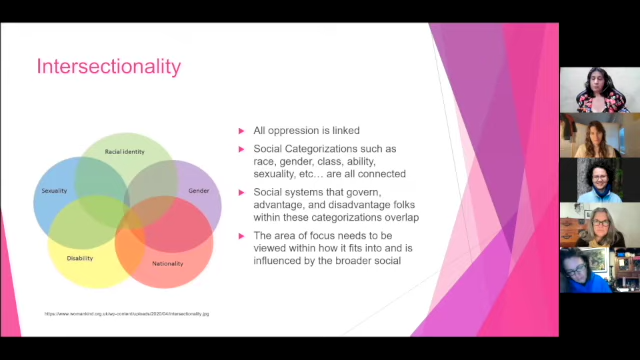 Intersectionality
Racial identity
Sexuality
Gender
Disability
Nationality
All oppression is linked
Social Categorizations such as
race, gender, class, ability,
sexuality, etc… are all connected
Social systems that govern,
advantage, and disadvantage folks
within these categorizations overlap
The area of focus needs to be
viewed within how it fits into and is
influenced by the broader social